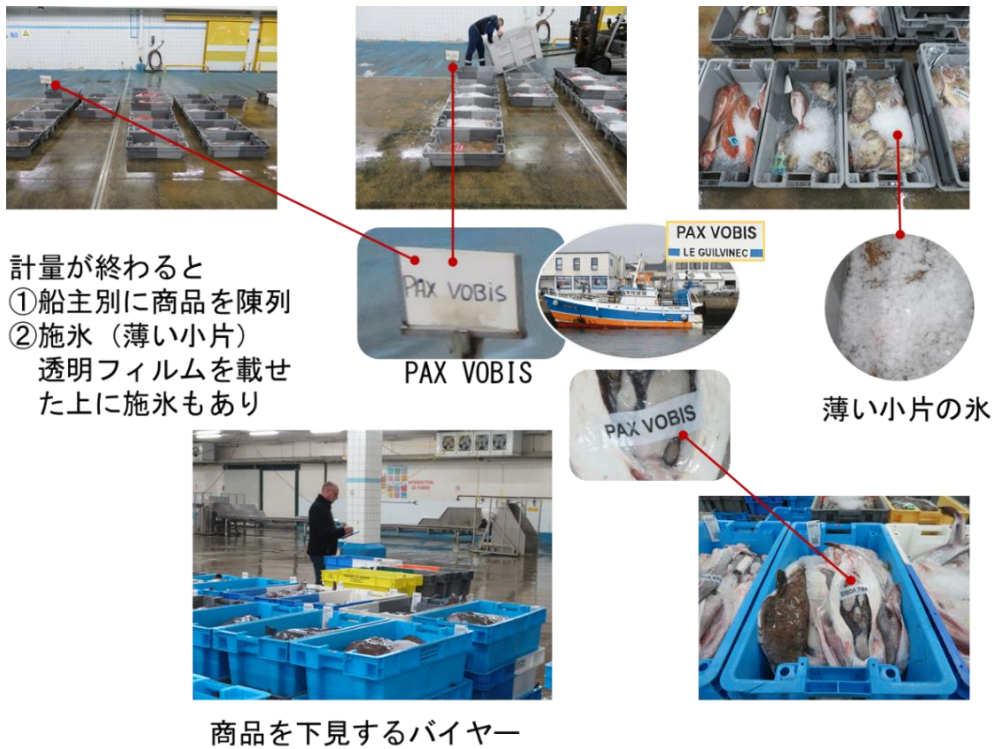 計量が終わると
①船主別に商品を陳列
②施氷（薄い小片）
透明フィルムを載せ
た上に施氷もあり
PAX VOBIS
PAX VOBIS
PAX VOBIS
LE GUILVINEC
薄い小片の氷
PAX VOBIS
INTERDICTION
DE FUMER
商品を下見するバイヤー